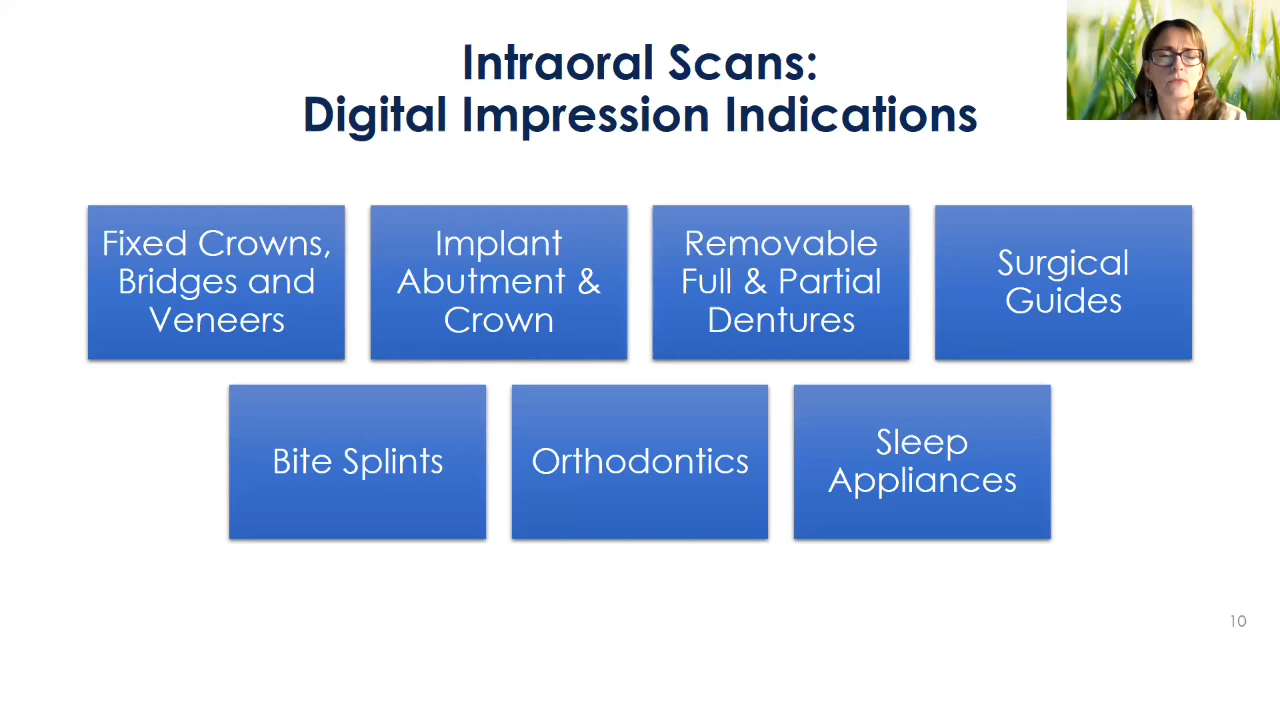 Intraoral Scans:
Digital Impression Indications
Fixed Crowns,
Bridges and
Veneers
Implant
Abutment &
Crown
Removable
Full & Partial
Dentures
Surgical
Guides
Bite Splints
Orthodontics
Sleep
Appliances
10